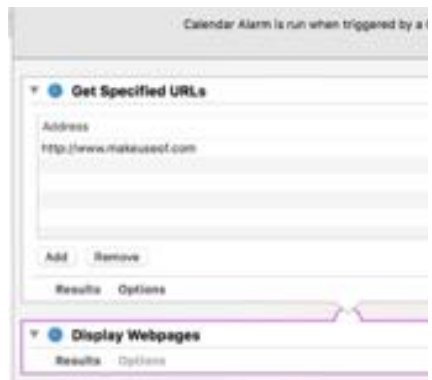 Calendar Alarm is run when triggered by a
Get Specified URLs
Address
http://www.makeuseof.com
Add Remove
Results Options
Display Webpages
Results Options